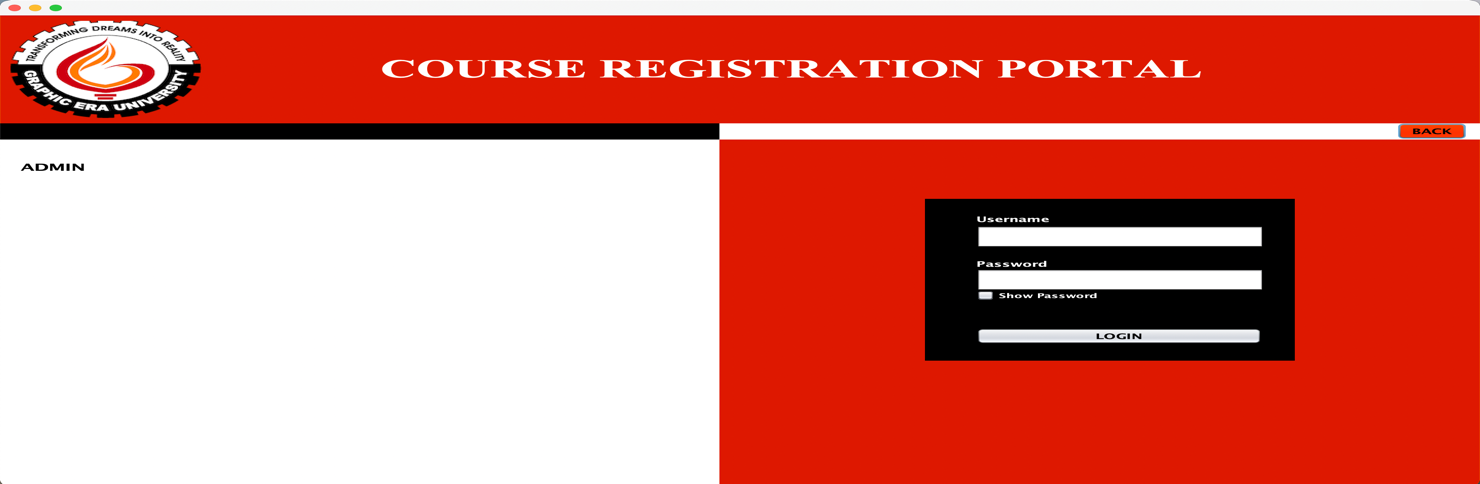 TRANSFORMING DREAMS INTO REALITY
GRAPHIC ERA UNIVERSITY
COURSE REGISTRATION PORTAL
BACK
ADMIN
Username
Password
Show Password
LOGIN